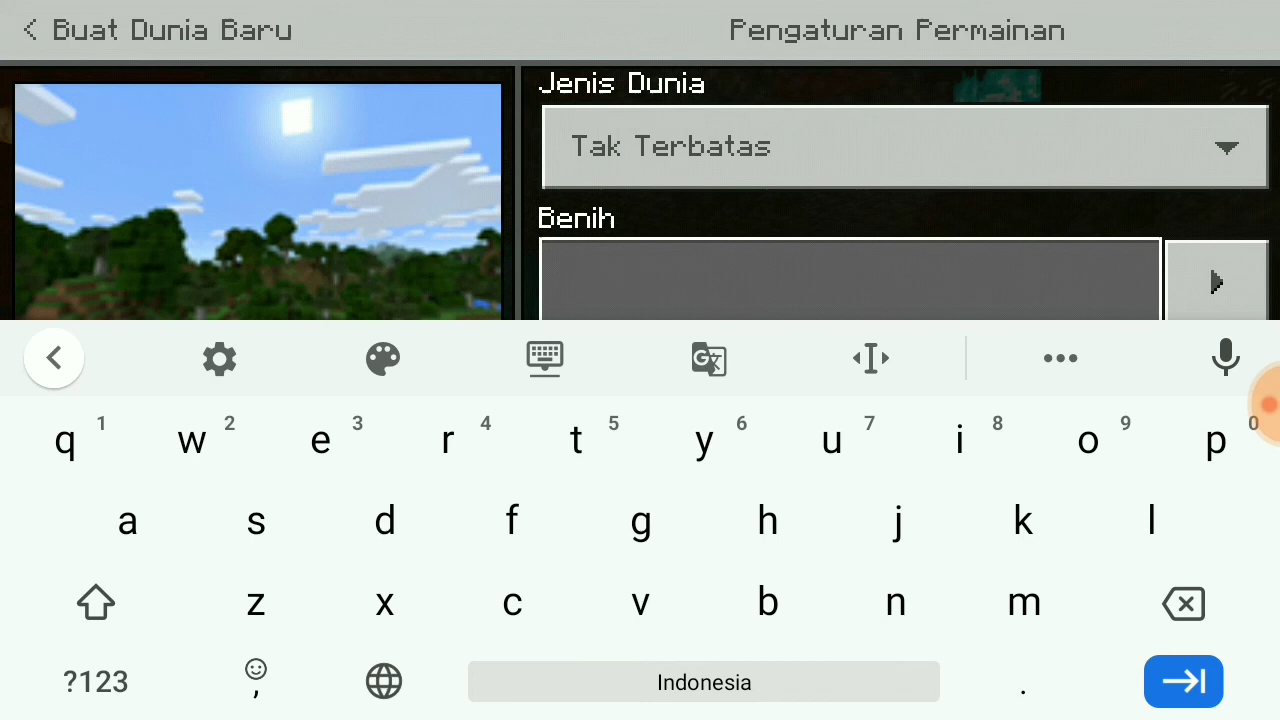 Buat Dunia Baru
Pengaturan Permainan
Jenis Dunia
Tak Terbatas
Benih
G
q 1 w 2 e 3 r 4 t 5 y 6 u 7 i 8 o 9 p 0
a s d f g h j k l
z x c v b n m
?123 , Indonesia .